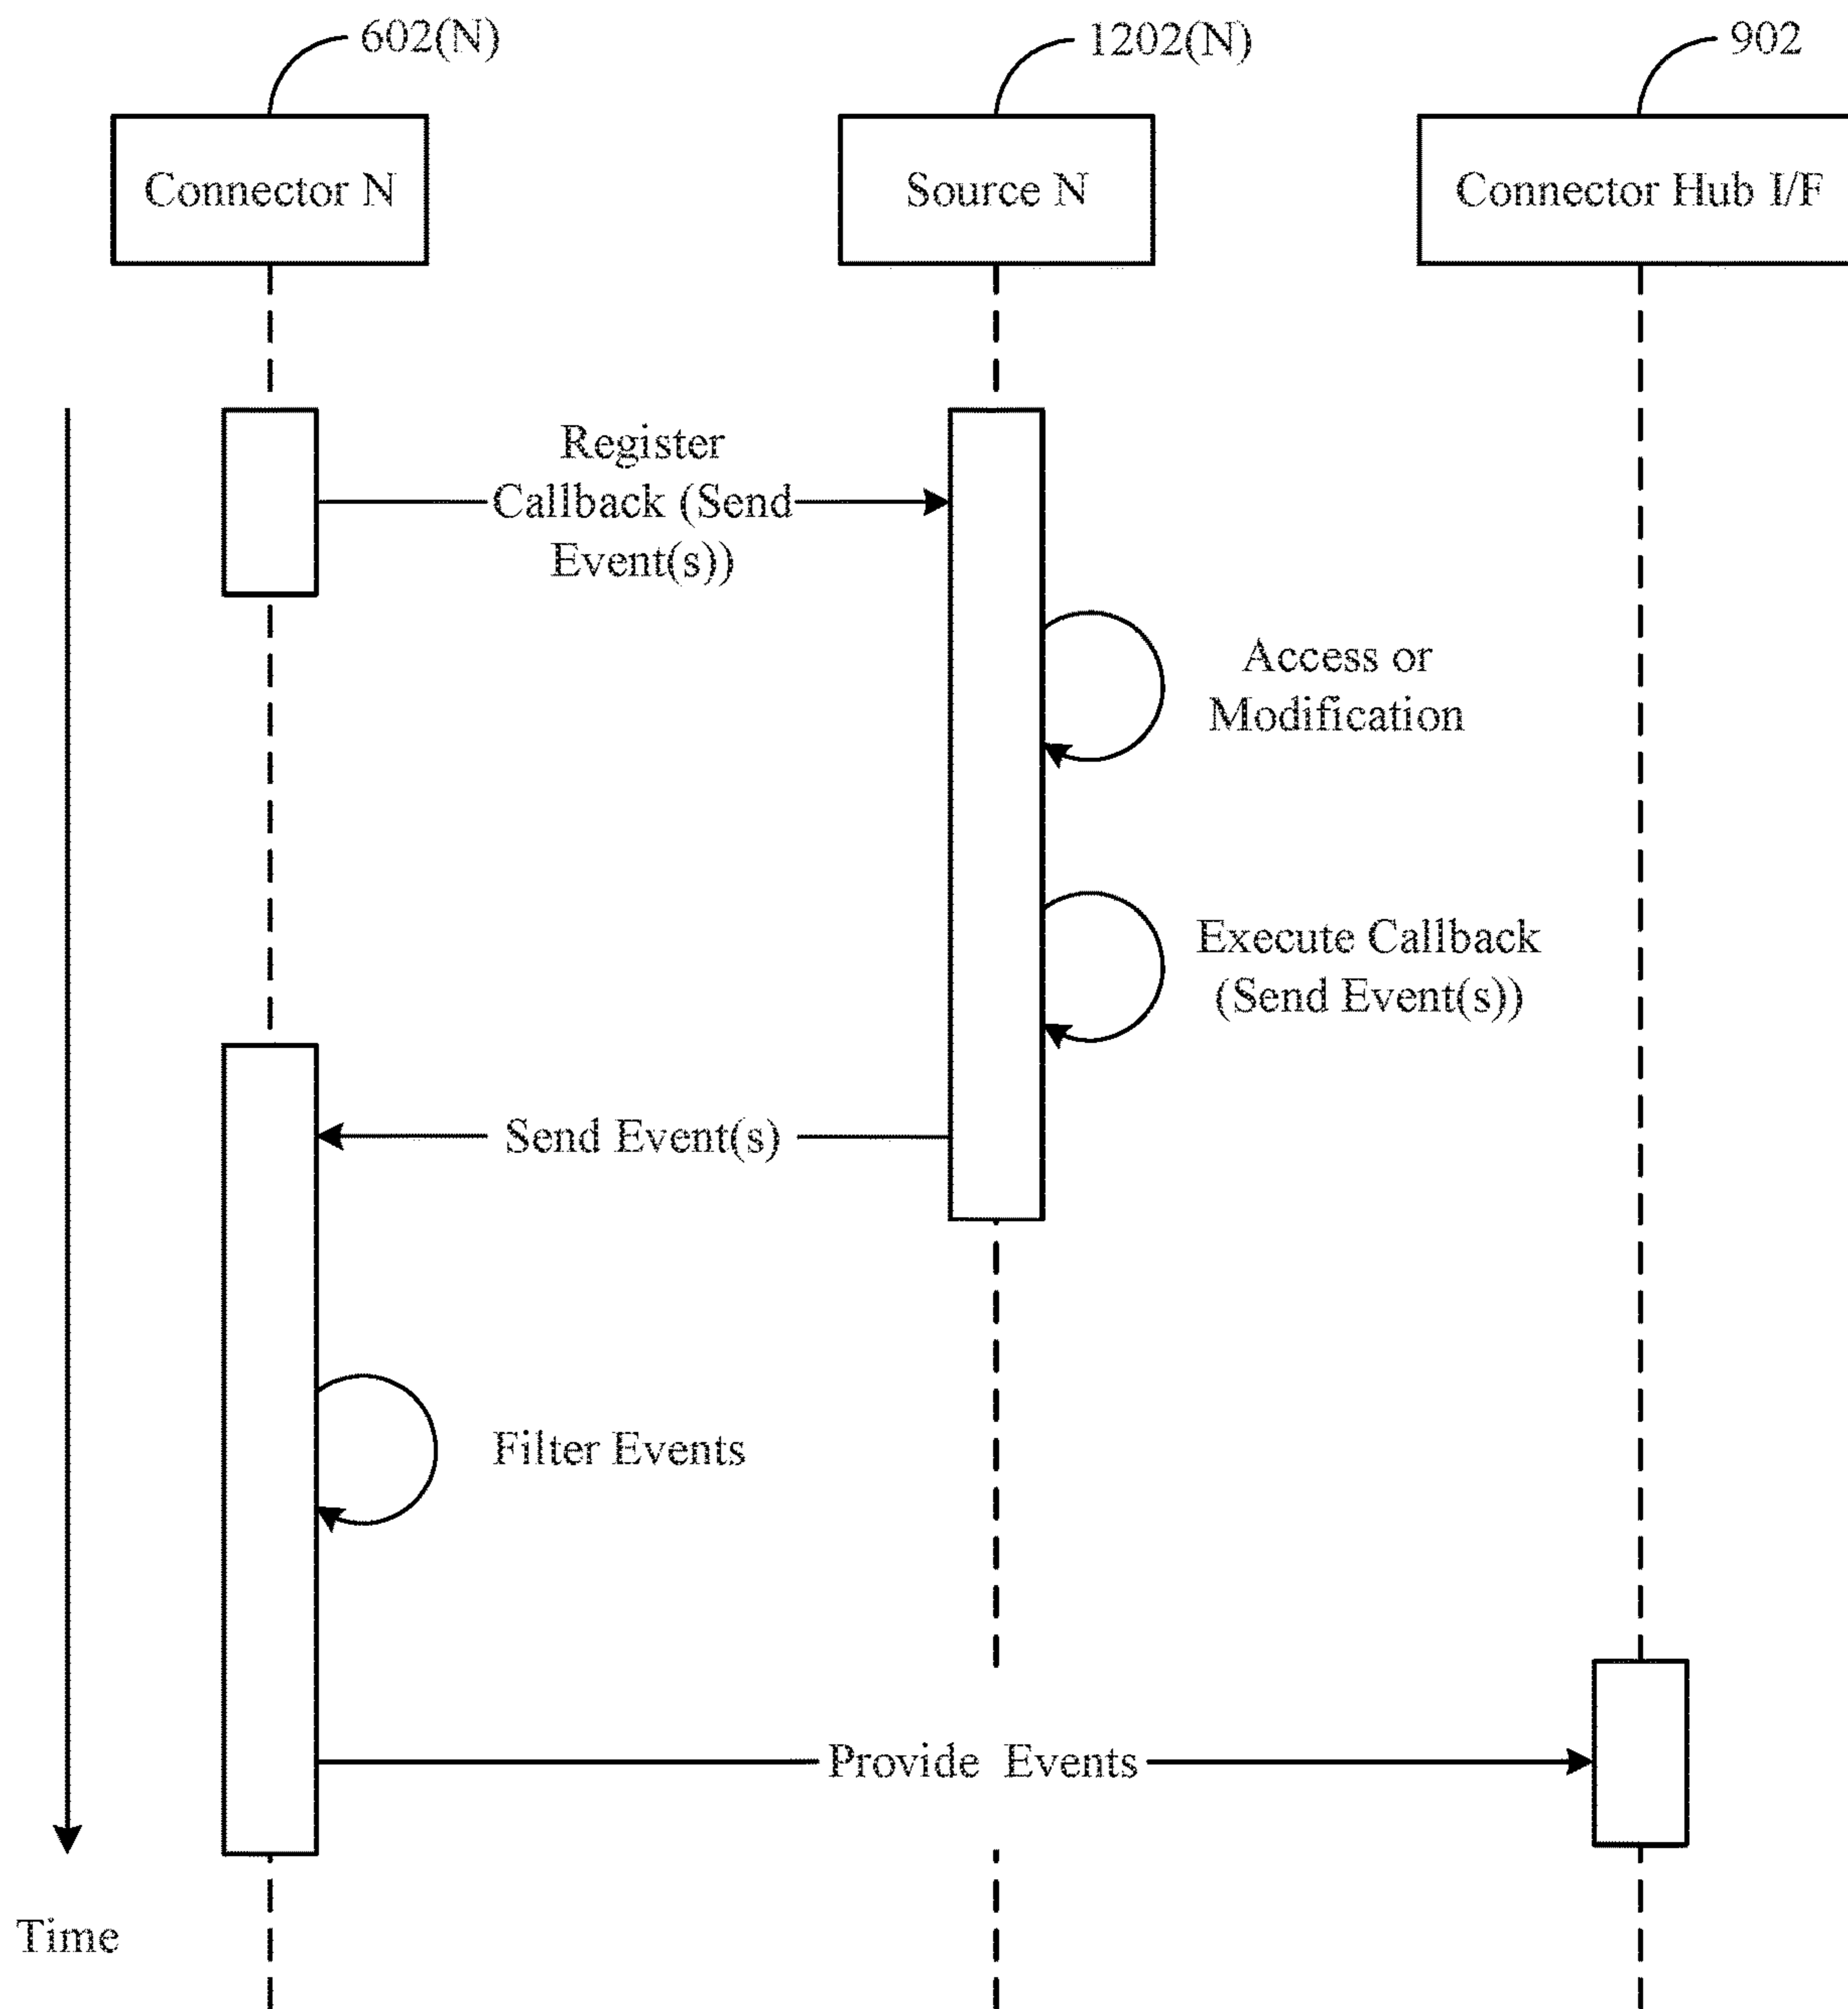 602(N)
1202(N)
902
Connector N
Source N
Connector Hub I/F
Register
Callback (Send
Event(s))
Access or
Modification
Execute Callback
(Send Event(s))
Send Event(s)
Filter Events
Provide Events
Time